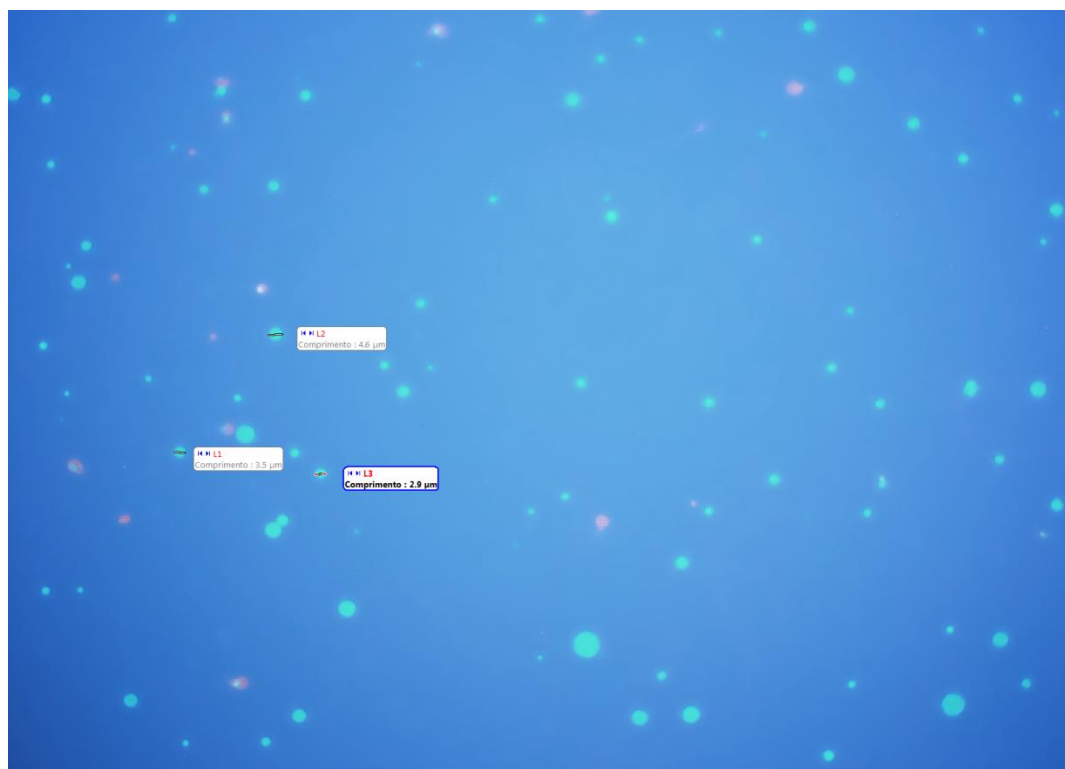 L2
Comprimento : 4.6 µm
L1
Comprimento : 3.5 µm
L3
Comprimento : 2.9 µm